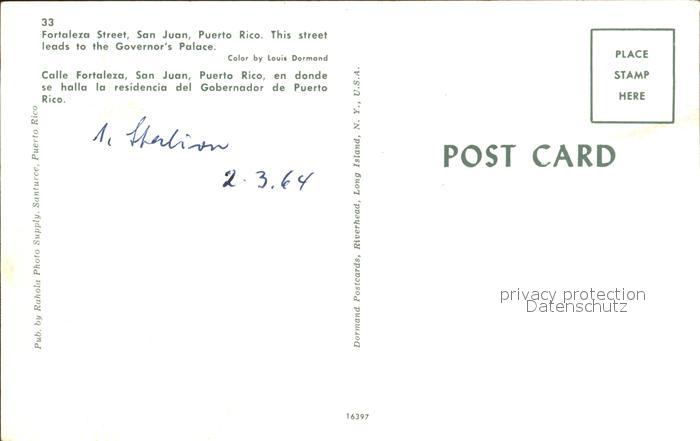 33
Fortaleza Street, San Juan, Puerto Rico. This street
leads to the Governor's Palace.
Color by Louis Dormand
Calle Fortaleza, San Juan, Puerto Rico, en donde
se halla la residencia del Gobernador de Puerto
Rico.
2.3.64
Pub. by Rahola Photo Supply, Santurce, Puerto Rico
Dormand Postcards, Riverhead, Long Island, N. Y., U.S.A.
PLACE
STAMP
HERE
POST CARD
privacy protection
Datenschutz
16397